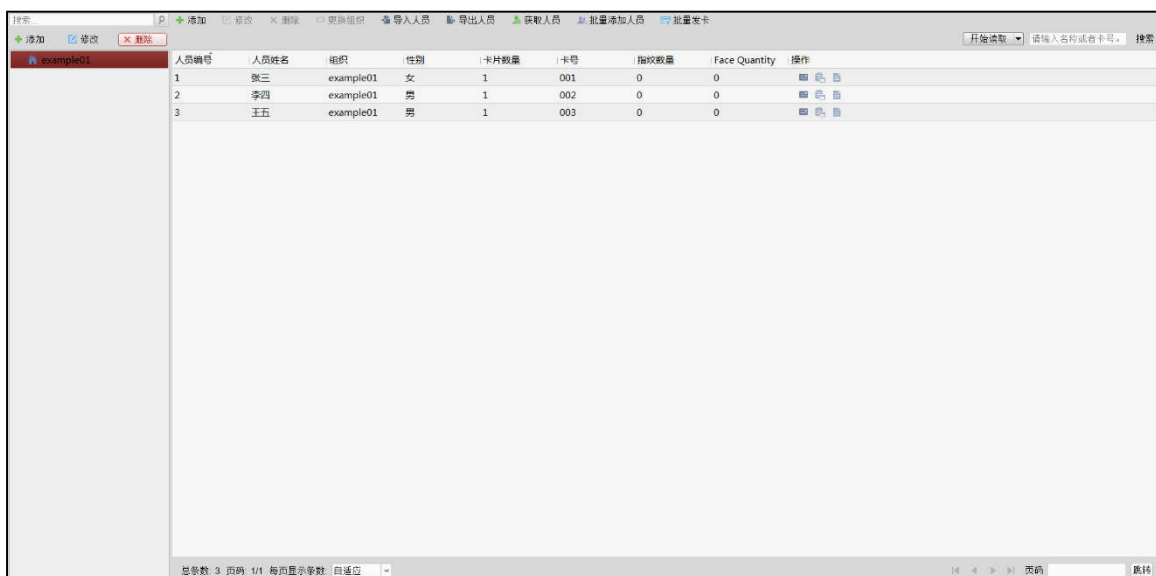 搜索... 添加 修改 删除 更换组织 导入人员 导出人员 获取人员 批量添加人员 批量发卡
添加 修改 删除 开始读取 请输入名称或者卡号。 搜索
example01 人员编号 人员姓名 组织 性别 卡片数量 卡号 指纹数量 Face Quantity 操作
1 张三 example01 女 1 001 0 0
2 李四 example01 男 1 002 0 0
3 王五 example01 男 1 003 0 0
总条数: 3 页码: 1/1 每页显示条数: 自适应 页码 跳转